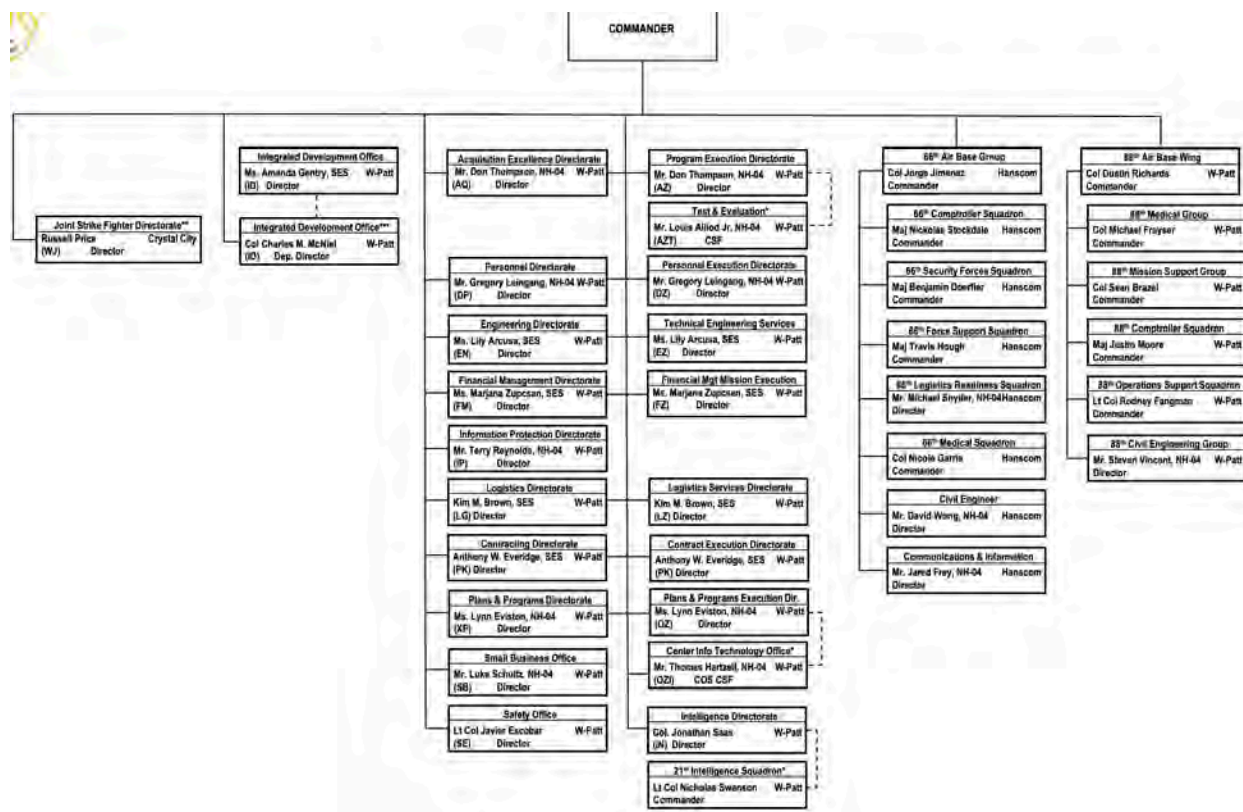 COMMANDER
Joint Strike Fighter Directorate**
Russell Price Crystal City
(WJ) Director
Integrated Development Office
Ms. Amanda Gentry, SES W-Patt
(ID) Director
Integrated Development Office***
Col Charles M. McNiel W-Patt
(ID) Dep. Director
Acquisition Excellence Directorate
Mr. Don Thompson, NH-04 W-Patt
(AQ) Director
Personnel Directorate
Mr. Gregory Leingang, NH-04 W-Patt
(DP) Director
Engineering Directorate
Ms. Lily Arcusa, SES W-Patt
(EN) Director
Financial Management Directorate
Ms. Marjana SES W-Patt
(FM) Director
Information Protection Directorate
Mr. Terry Reynolds, NH-04 W-Patt
(IP) Director
Logistics Directorate
Kim M. Brown, SES W-Patt
(LG) Director
Contracting Directorate
Anthony W. Everidge, SES W-Patt
(PK) Director
Plans & Programs Directorate
Ms. Lynn Eviston, NH-04 W-Patt
(XP) Director
Small Business Office
Mr. Luke Schultz, NH-04 W-Patt
(SB) Director
Safety Office
Lt Col Javier Escobar W-Patt
(SE) Director
Program Execution Directorate
Mr. Don Thompson, NH-04 W-Patt
(AZ) Director
Test & Evaluation*
Mr. Louis Jr. NH-04 W-Patt
(AZT) CSF
Personnel Execution Directorate
Mr. Gregory Leingang, NH-04 W-Patt
(DZ) Director
Technical Engineering Services
Ms. Lily Arcusa, SES W-Patt
(EZ) Director
Financial Mgt Mission Execution
Ms. Marjana SES W-Patt
(FZ) Director
Logistics Services Directorate
Kim M. Brown, SES W-Patt
(LZ) Director
Contract Execution Directorate
Anthony W. Everidge, SES W-Patt
(PK) Director
Plans & Programs Execution Dir.
Ms. Lynn Eviston, NH-04 W-Patt
(OZ) Director
Center Info Technology Office*
Mr. Thomas Hartzell, NH-04 W-Patt
(OZI) COS CSF
Intelligence Directorate
Col. Jonathan W-Patt
(IN) Director
21st Intelligence Squadron*
Lt Col Nicholas Swanson W-Patt
Commander
66th Air Base Group
Col Jorge Jimenez Hanscom
Commander
66th Comptroller Squadron
Maj Nickolas Stockdale Hanscom
Commander
66th Security Forces Squadron
Maj Benjamin Doerfler Hanscom
Commander
66th Force Support Squadron
Maj Travis Hough Hanscom
Commander
66th Logistics Readiness Squadron
Mr. Michael Snyder, NH-04 Hanscom
Director
66th Medical Squadron
Col Nicole Hanscom
Commander
Civil Engineer
Mr. David Wong, NH-04 Hanscom
Director
Communications & Information
Mr. Jared Frey, NH-04 Hanscom
Director
88th Air Base Wing
Col Dustin Richards W-Patt
Commander
88th Medical Group
Col Michael Frayser W-Patt
Commander
88th Mission Support Group
Col Sean Brazel W-Patt
Commander
88th Comptroller Squadron
Maj Justin Moore W-Patt
Commander
88th Operations Support Squadron
Lt Col Rodney Fangman W-Patt
Commander
88th Civil Engineering Group
Mr. Steven Vincent, NH-04 W-Patt
Director